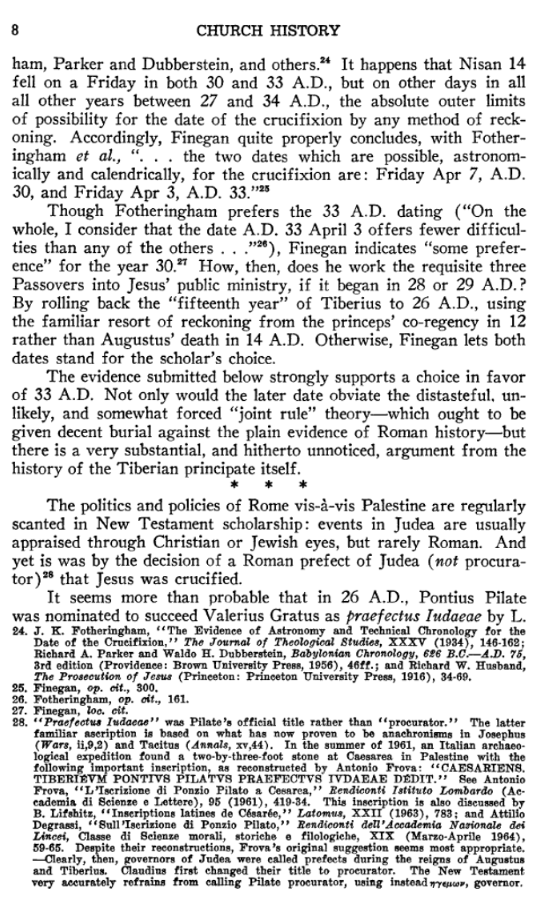 8 CHURCH HISTORY
ham, Parker and Dubberstein, and others.²⁴ It happens that Nisan 14
fell on a Friday in both 30 and 33 A.D., but on other days in all
all other years between 27 and 34 A.D., the absolute outer limits
of possibility for the date of the crucifixion by any method of reck-
oning. Accordingly, Finegan quite properly concludes, with Fother-
ingham et al., “. . . the two dates which are possible, astronom-
ically and calendrically, for the crucifixion are: Friday Apr 7, A.D.
30, and Friday Apr 3, A.D. 33.”²⁵
Though Fotheringham prefers the 33 A.D. dating (“On the
whole, I consider that the date A.D. 33 April 3 offers fewer difficul-
ties than any of the others . . .”²⁶), Finegan indicates “some prefer-
ence” for the year 30.²⁷ How, then, does he work the requisite three
Passovers into Jesus’ public ministry, if it began in 28 or 29 A.D.?
By rolling back the “fifteenth year” of Tiberius to 26 A.D., using
the familiar resort of reckoning from the princeps’ co-regency in 12
rather than Augustus’ death in 14 A.D. Otherwise, Finegan lets both
dates stand for the scholar’s choice.
The evidence submitted below strongly supports a choice in favor
of 33 A.D. Not only would the later date obviate the distasteful, un-
likely, and somewhat forced “joint rule” theory—which ought to be
given decent burial against the plain evidence of Roman history—but
there is a very substantial, and hitherto unnoticed, argument from the
history of the Tiberian principate itself.
* * *
The politics and policies of Rome vis-à-vis Palestine are regularly
scanted in New Testament scholarship: events in Judea are usually
appraised through Christian or Jewish eyes, but rarely Roman. And
yet is was by the decision of a Roman prefect of Judea (not procura-
tor)²⁸ that Jesus was crucified.
It seems more than probable that in 26 A.D., Pontius Pilate
was nominated to succeed Valerius Gratus as praefectus Iudaeae by L.
24. J. K. Fotheringham, “The Evidence of Astronomy and Technical Chronology for the
Date of the Crucifixion,” The Journal of Theological Studies, XXXV (1934), 146-162;
Richard A. Parker and Waldo H. Dubberstein, Babylonian Chronology, 626 B.C.—A.D. 75,
3rd edition (Providence: Brown University Press, 1956), 46ff.; and Richard W. Husband,
The Prosecution of Jesus (Princeton: Princeton University Press, 1916), 34-69.
25. Finegan, op. cit., 300.
26. Fotheringham, op. cit., 161.
27. Finegan, loc. cit.
28. “Praefectus Iudaeae” was Pilate’s official title rather than “procurator.” The latter
familiar ascription is based on what has now proven to be anachronisms in Josephus
(Wars, ii,9,2) and Tacitus (Annals, xv,44). In the summer of 1961, an Italian archaeo-
logical expedition found a two-by-three-foot stone at Caesarea in Palestine with the
following important inscription, as reconstructed by Antonio Frova: “CAESARIENS.
TIBERIEVM PONTIVS PILATVS PRAEFECTVS IVDAEAE DEDIT.” See Antonio
Frova, “L’Iscrizione di Ponzio Pilato a Cesarea,” Rendiconti Istituto Lombardo (Ac-
cademia di Scienze e Lettere), 95 (1961), 419-34. This inscription is also discussed by
B. Lifshitz, “Inscriptions latines de Césarée,” Latomus, XXII (1963), 783; and Attilio
Degrassi, “Sull’Iscrizione di Ponzio Pilato,” Rendiconti dell’Accademia Nazionale dei
Lincei, Classe di Scienze morali, storiche e filologiche, XIX (Marzo-Aprile 1964),
59-65. Despite their reconstructions, Frova’s original suggestion seems most appropriate.
—Clearly, then, governors of Judea were called prefects during the reigns of Augustus
and Tiberius. Claudius first changed their title to procurator. The New Testament
very accurately refrains from calling Pilate procurator, using instead ηγεμων, governor.